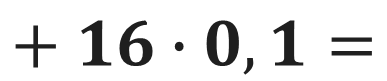 + 16 · 0,1 =